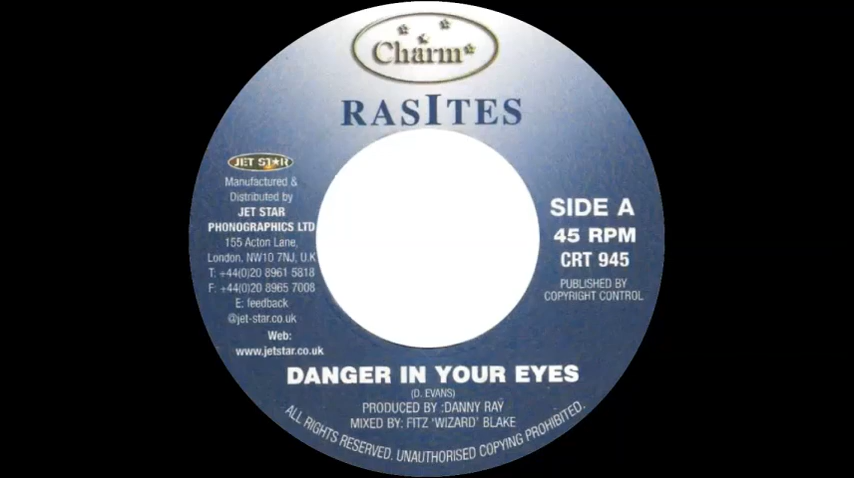 Charm
RASITES
JET STAR
Manufactured &
Distributed by
JET STAR
PHONOGRAPHICS LTD
155 Acton Lane,
London, NW10 7NJ, U.K
T: +44(0)20 8961 5818
F: +44(0)20 8965 7008
E: feedback
@jet-star.co.uk
Web:
www.jetstar.co.uk
SIDE A
45 RPM
CRT 945
PUBLISHED BY
COPYRIGHT CONTROL
DANGER IN YOUR EYES
(D. EVANS)
PRODUCED BY :DANNY RAY
MIXED BY: FITZ 'WIZARD' BLAKE
ALL RIGHTS RESERVED. UNAUTHORISED COPYING PROHIBITED.